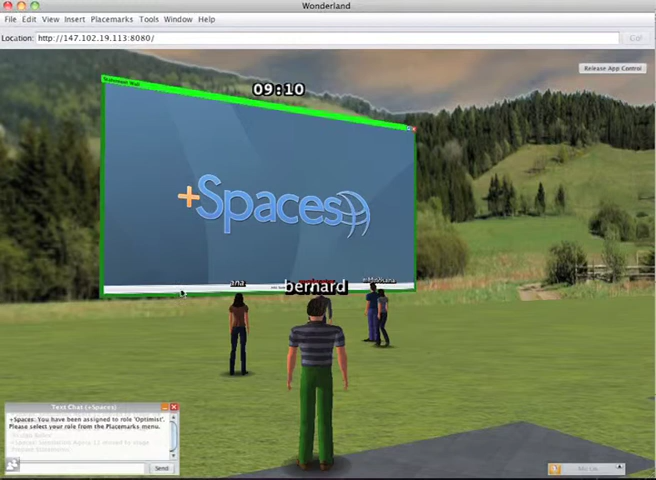 Wonderland
File Edit View Insert Placemarks Tools Window Help
Location: http://147.102.19.113:8080/
Go!
Release App Control
09:10
+Spaces
ana
bernard
Text Chat (+Spaces)
+Spaces: You have been assigned to role 'Optimist'.
Please select your role from the Placemarks menu.
Send